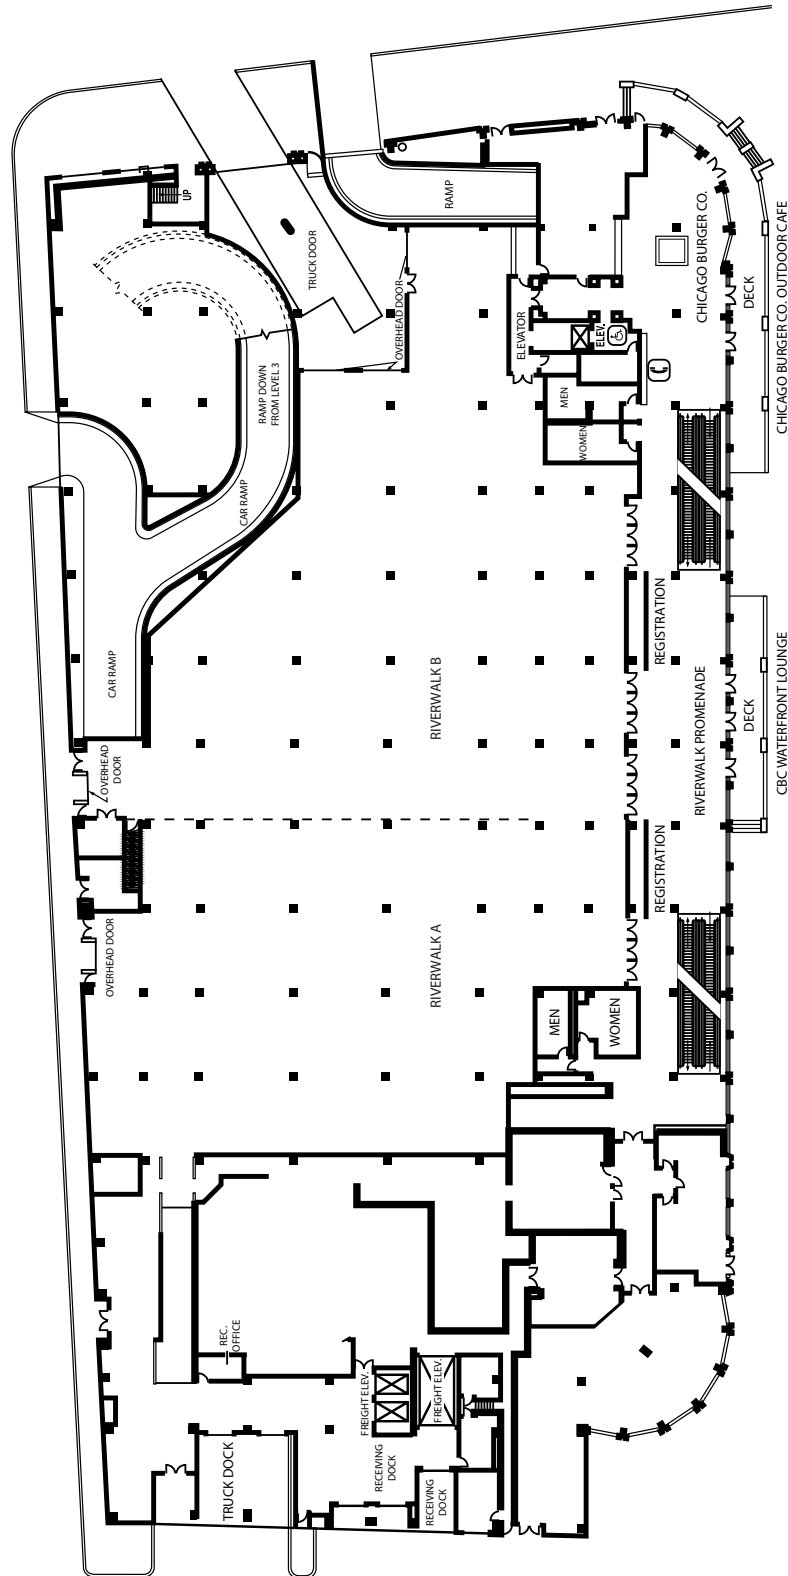 UP
RAMP
TRUCK DOOR
CHICAGO BURGER CO.
DECK
CHICAGO BURGER CO. OUTDOOR CAFE
OVERHEAD DOOR
ELEVATOR
ELEV.
RAMP DOWN
FROM LEVEL 3
MEN
WOMEN
CAR RAMP
CAR RAMP
REGISTRATION
RIVERWALK B
RIVERWALK PROMENADE
DECK
CBC WATERFRONT LOUNGE
OVERHEAD
DOOR
REGISTRATION
OVERHEAD DOOR
RIVERWALK A
MEN
WOMEN
REC.
OFFICE
FREIGHT ELEV.
FREIGHT ELEV.
TRUCK DOCK
RECEIVING
DOCK
RECEIVING
DOCK